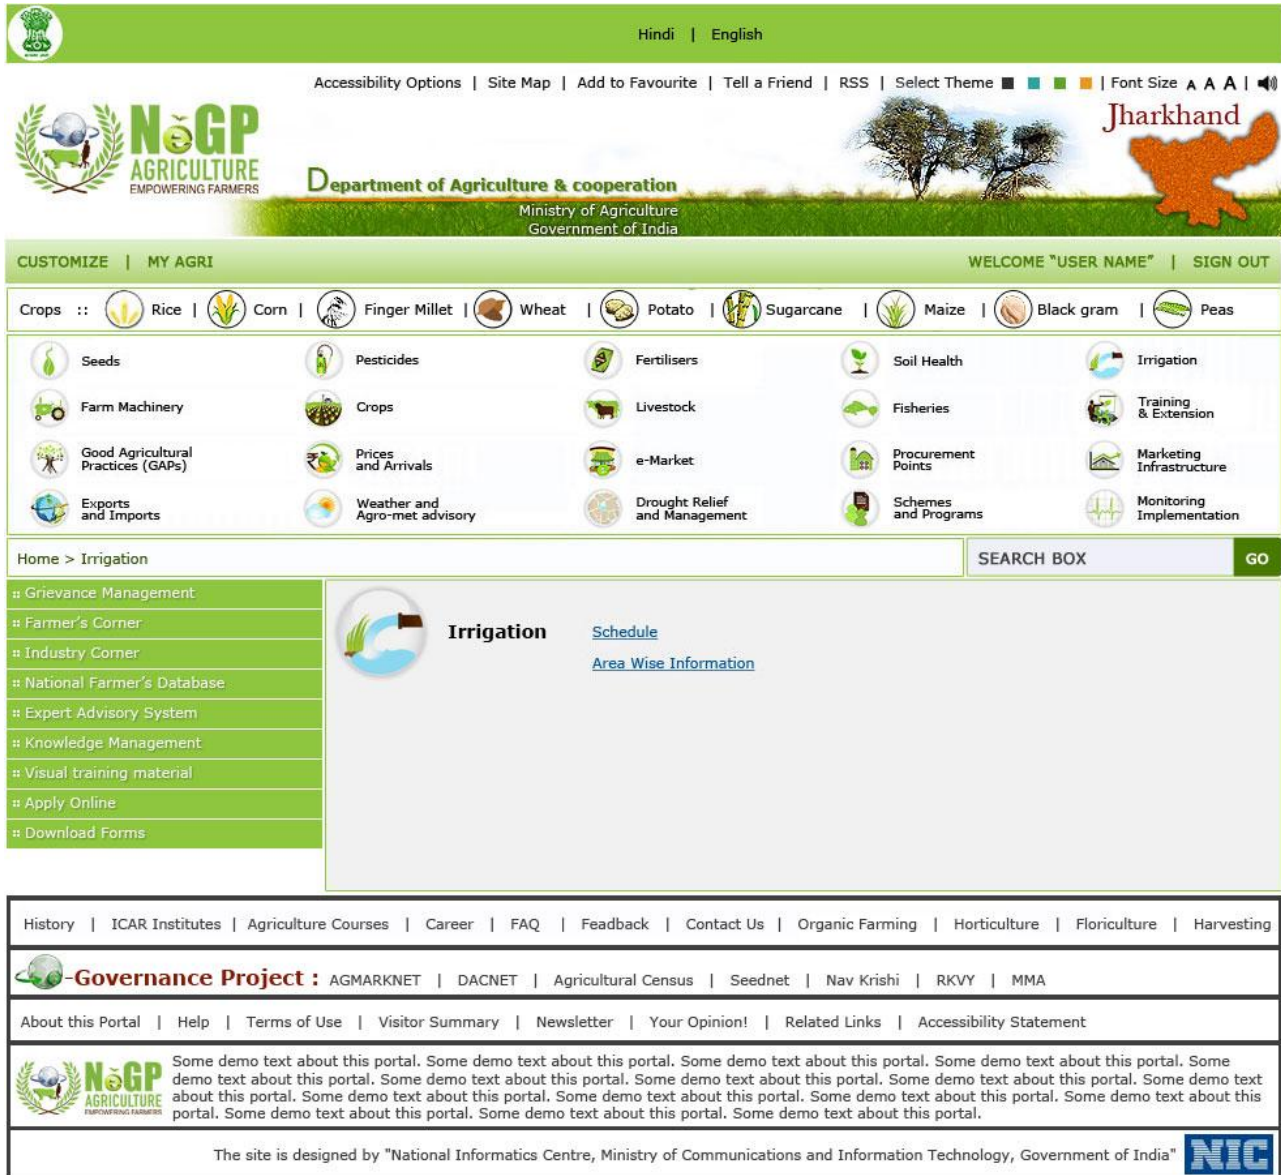 Hindi | English
Accessibility Options | Site Map | Add to Favourite | Tell a Friend | RSS | Select Theme | Font Size A A A |
NeGP
AGRICULTURE
EMPOWERING FARMERS
Department of Agriculture & cooperation
Ministry of Agriculture
Government of India
Jharkhand
CUSTOMIZE | MY AGRI
WELCOME "USER NAME" | SIGN OUT
Crops :: Rice | Corn | Finger Millet | Wheat | Potato | Sugarcane | Maize | Black gram | Peas
Seeds
Pesticides
Fertilisers
Soil Health
Irrigation
Farm Machinery
Crops
Livestock
Fisheries
Training
& Extension
Good Agricultural
Practices (GAPs)
Prices
and Arrivals
e-Market
Procurement
Points
Marketing
Infrastructure
Exports
and Imports
Weather and
Agro-met advisory
Drought Relief
and Management
Schemes
and Programs
Monitoring
Implementation
Home > Irrigation
SEARCH BOX GO
:: Grievance Management
:: Farmer's Corner
:: Industry Corner
:: National Farmer's Database
:: Expert Advisory System
:: Knowledge Management
:: Visual training material
:: Apply Online
:: Download Forms
Irrigation
Schedule
Area Wise Information
History | ICAR Institutes | Agriculture Courses | Career | FAQ | Feadback | Contact Us | Organic Farming | Horticulture | Floriculture | Harvesting
e-Governance Project : AGMARKNET | DACNET | Agricultural Census | Seednet | Nav Krishi | RKVY | MMA
About this Portal | Help | Terms of Use | Visitor Summary | Newsletter | Your Opinion! | Related Links | Accessibility Statement
NeGP
AGRICULTURE
EMPOWERING FARMERS
Some demo text about this portal. Some demo text about this portal. Some demo text about this portal. Some demo text about this portal. Some
demo text about this portal. Some demo text about this portal. Some demo text about this portal. Some demo text about this portal. Some demo text
about this portal. Some demo text about this portal. Some demo text about this portal. Some demo text about this portal. Some demo text about this
portal. Some demo text about this portal. Some demo text about this portal. Some demo text about this portal.
The site is designed by "National Informatics Centre, Ministry of Communications and Information Technology, Government of India"
NIC